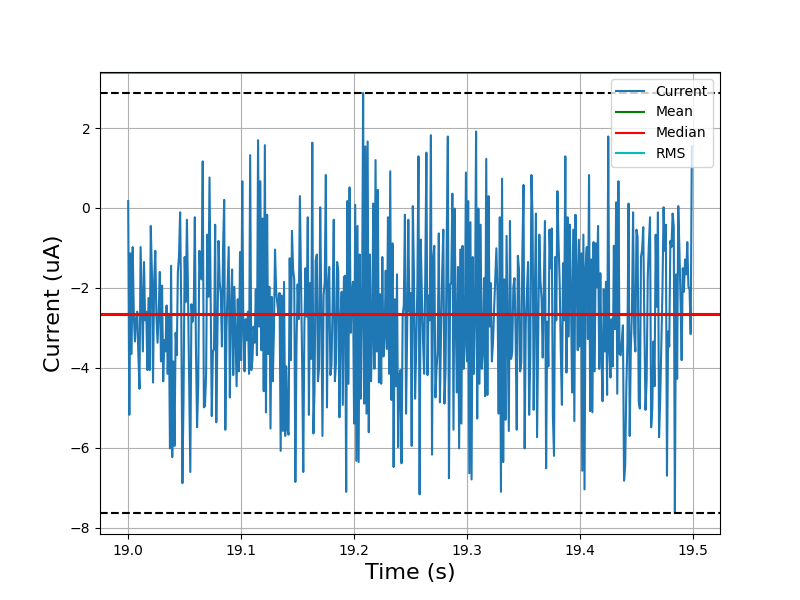 Current
Mean
Median
RMS
2
0
−2
−4
−6
−8
Current (uA)
19.0 19.1 19.2 19.3 19.4 19.5
Time (s)